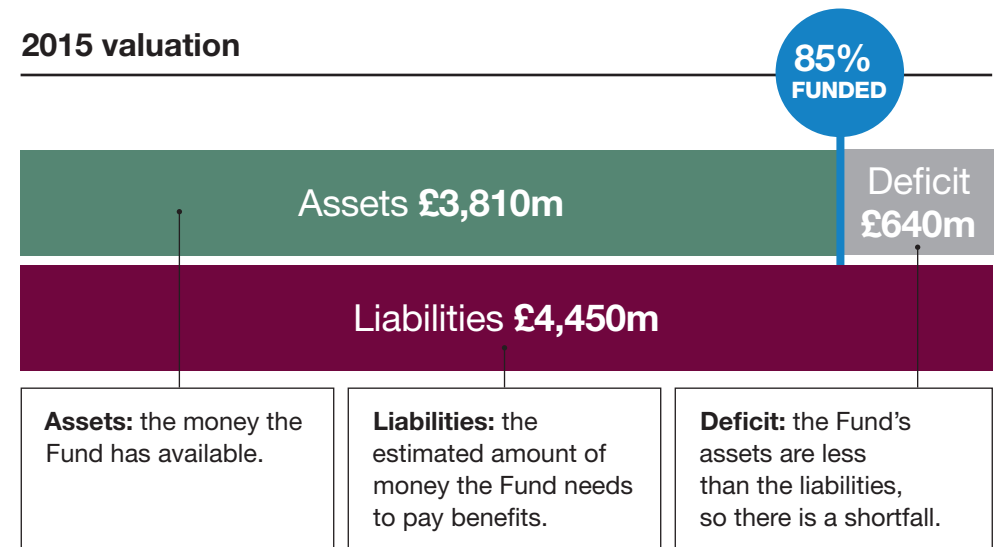 2015 valuation
85%
FUNDED
Assets £3,810m
Deficit
£640m
Liabilities £4,450m
Assets: the money the
Fund has available.
Liabilities: the
estimated amount of
money the Fund needs
to pay benefits.
Deficit: the Fund’s
assets are less
than the liabilities,
so there is a shortfall.